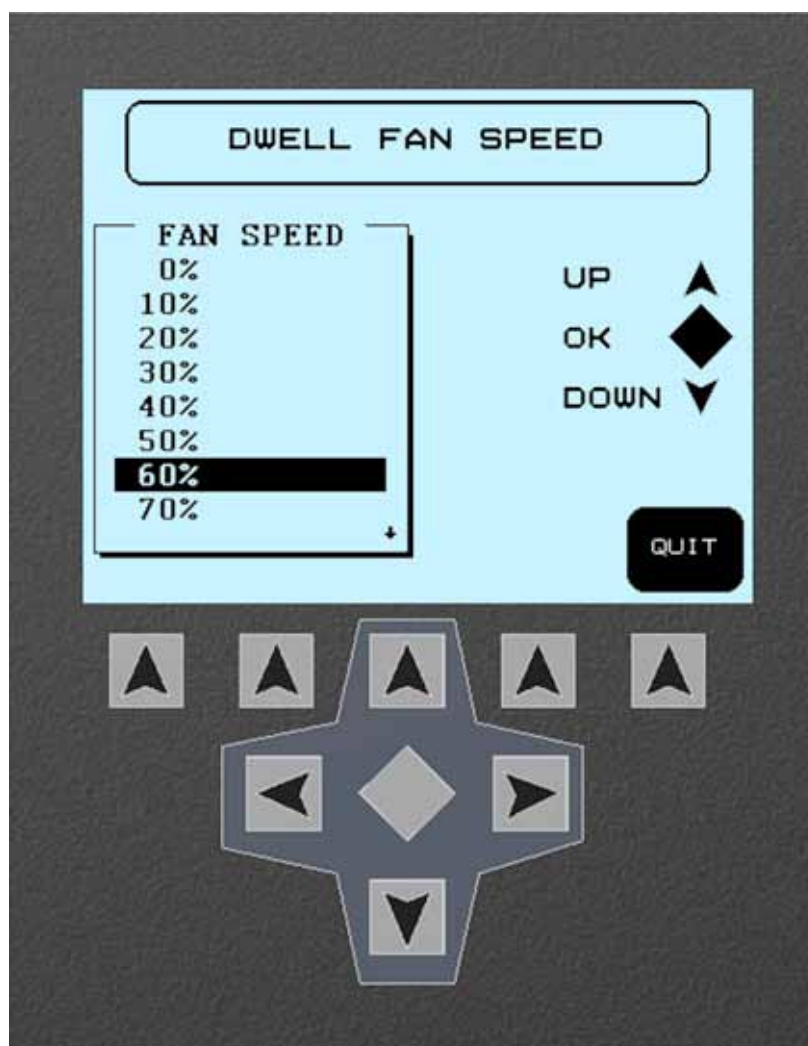 DWELL FAN SPEED
FAN SPEED
0%
10%
20%
30%
40%
50%
60%
70%
UP
OK
DOWN
QUIT